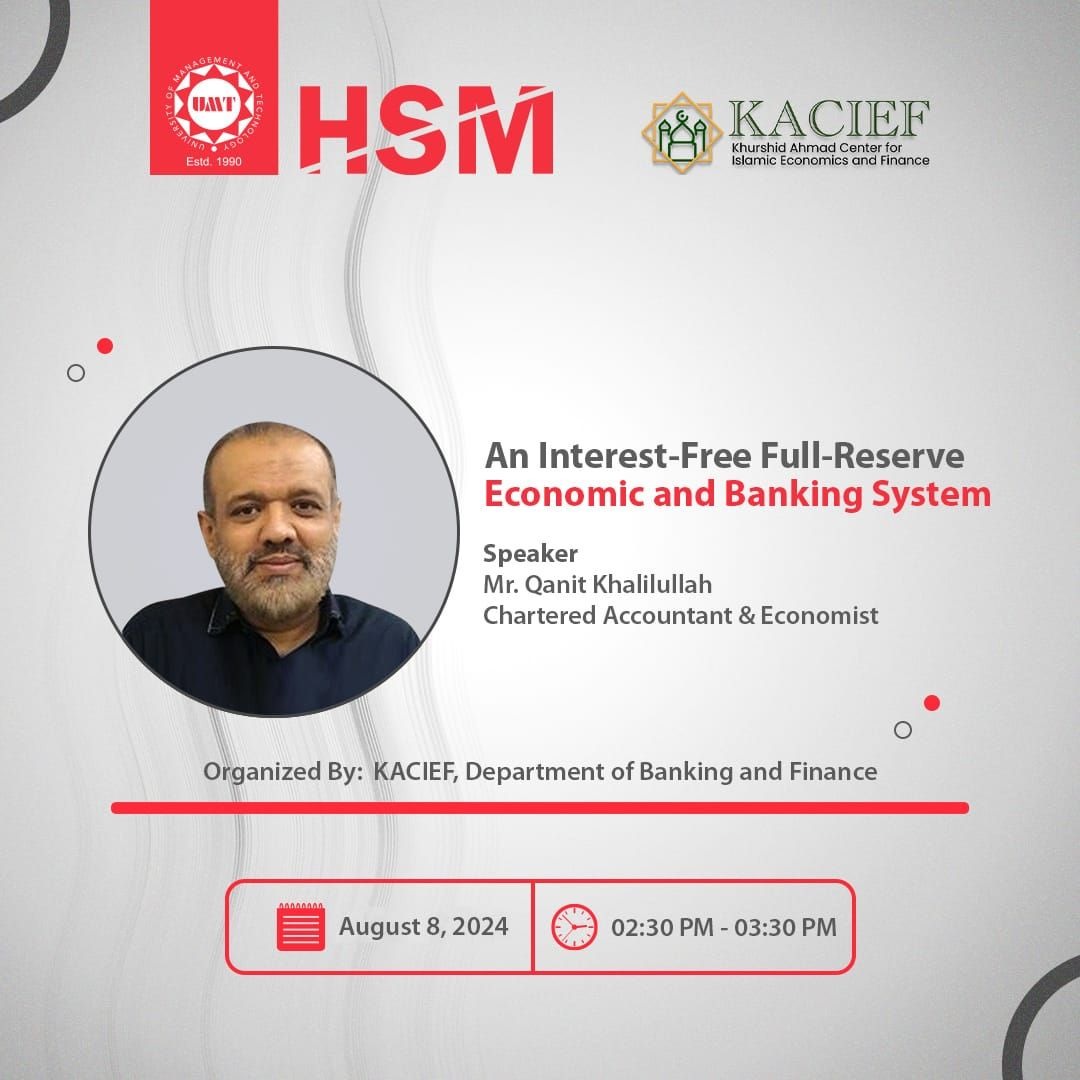 UNIVERSITY OF MANAGEMENT AND TECHNOLOGY
UMT
Estd. 1990
HSM
KACIEF
Khurshid Ahmad Center for
Islamic Economics and Finance
An Interest-Free Full-Reserve
Economic and Banking System
Speaker
Mr. Qanit Khalilullah
Chartered Accountant & Economist
Organized By: KACIEF, Department of Banking and Finance
August 8, 2024
02:30 PM - 03:30 PM